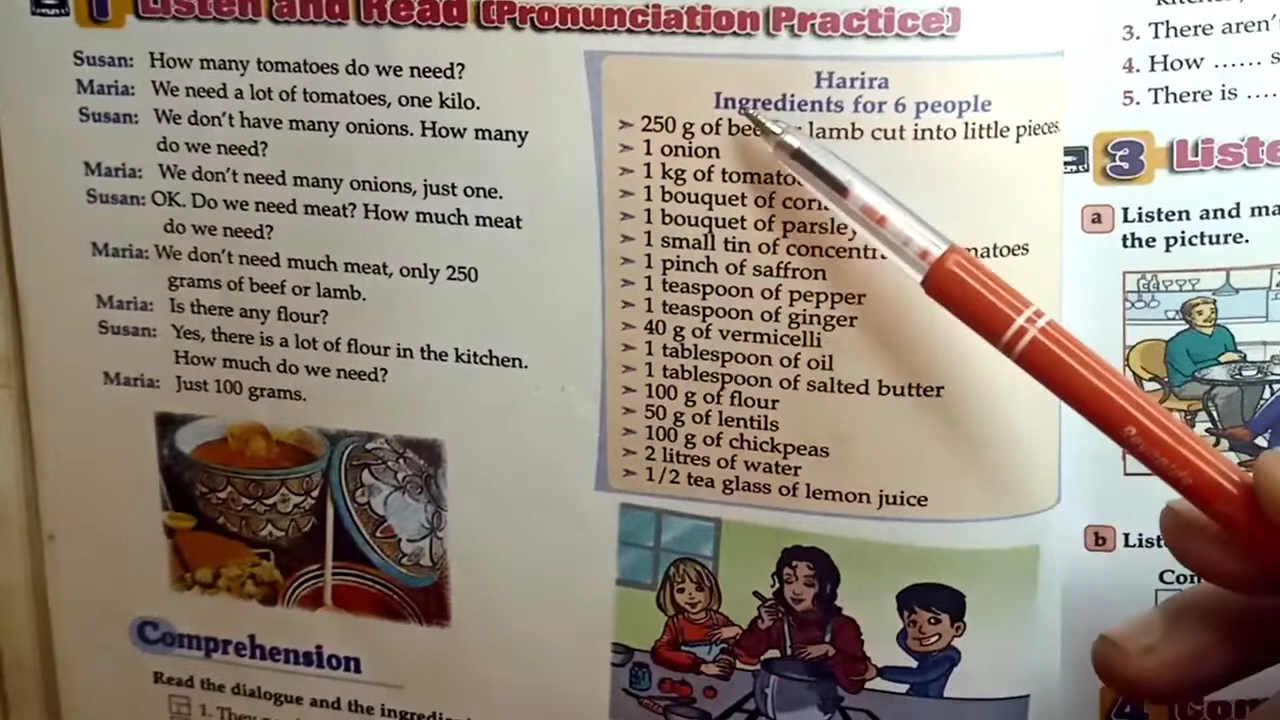 1 Listen and Read (Pronunciation Practice)
Susan: How many tomatoes do we need?
Maria: We need a lot of tomatoes, one kilo.
Susan: We don't have many onions. How many
do we need?
Maria: We don't need many onions, just one.
Susan: OK. Do we need meat? How much meat
do we need?
Maria: We don't need much meat, only 250
grams of beef or lamb.
Maria: Is there any flour?
Susan: Yes, there is a lot of flour in the kitchen.
How much do we need?
Maria: Just 100 grams.
Comprehension
Read the dialogue and the
1. They
Harira
Ingredients for 6 people
➤ 250 g of lamb cut into little pieces
➤ 1 onion
➤ 1 kg of
➤ 1 bouquet of
➤ 1 bouquet of parsley
➤ 1 small tin of
➤ 1 pinch of saffron
➤ 1 teaspoon of pepper
➤ 1 teaspoon of ginger
➤ 40 g of vermicelli
➤ 1 tablespoon of oil
➤ 1 tablespoon of salted butter
➤ 100 g of flour
➤ 50 g of lentils
➤ 100 g of chickpeas
➤ 2 litres of water
➤ 1/2 tea glass of lemon juice
3. There aren't
4. How ......
5. There is ....
3
a Listen and
the picture.
b
4